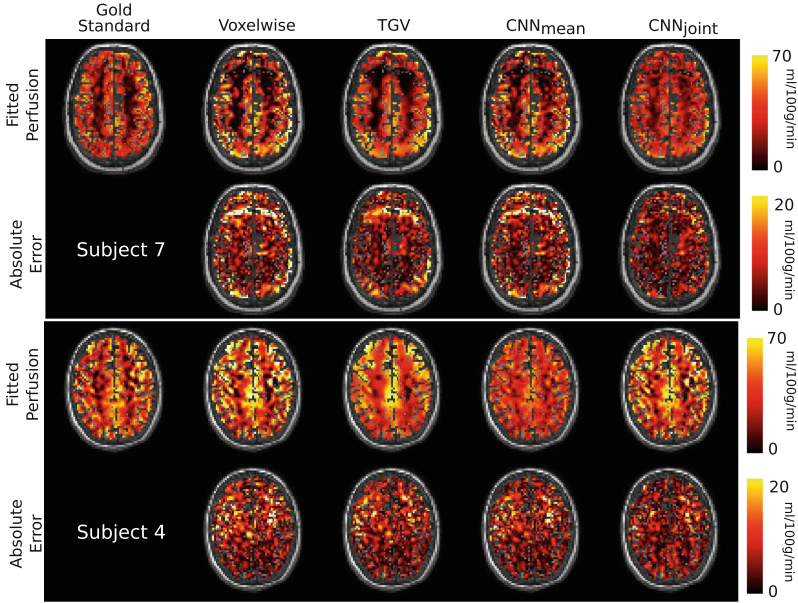 Gold
Standard
Voxelwise
TGV
CNNmean
CNNjoint
Fitted
Perfusion
70
ml/100g/min
0
Absolute
Error
Subject 7
20
ml/100g/min
0
Fitted
Perfusion
70
ml/100g/min
0
Absolute
Error
Subject 4
20
ml/100g/min
0